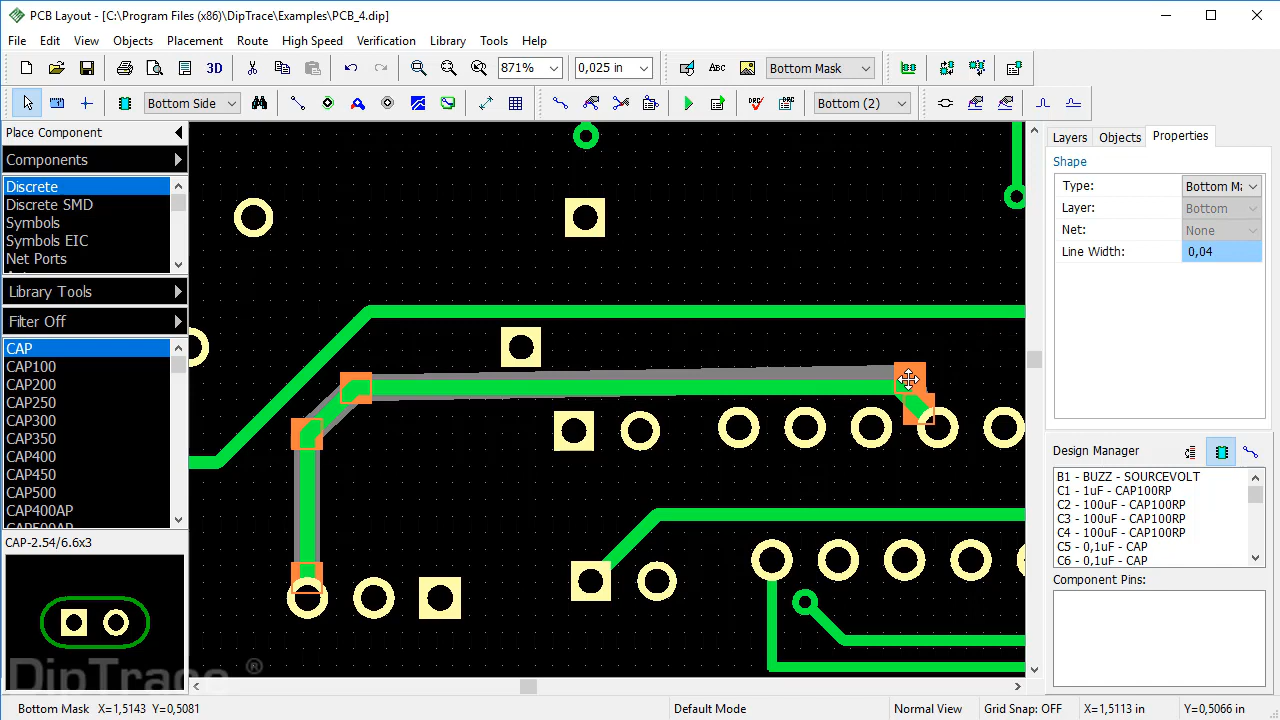 PCB Layout - [C:\Program Files (x86)\DipTrace\Examples\PCB_4.dip]
File Edit View Objects Placement Route High Speed Verification Library Tools Help
3D 871% 0,025 in ABC Bottom Mask
Bottom Side DRC Bottom (2)
Place Component
Components
Discrete
Discrete SMD
Symbols
Symbols EIC
Net Ports
Library Tools
Filter Off
CAP
CAP100
CAP200
CAP250
CAP300
CAP350
CAP400
CAP450
CAP500
CAP400AP
CAP500AP
CAP-2.54/6.6x3
DipTrace ®
Layers Objects Properties
Shape
Type: Bottom Ma
Layer: Bottom
Net: None
Line Width: 0,04
Design Manager
B1 - BUZZ - SOURCEVOLT
C1 - 1uF - CAP100RP
C2 - 100uF - CAP100RP
C3 - 100uF - CAP100RP
C4 - 100uF - CAP100RP
C5 - 0,1uF - CAP
C6 - 0,1uF - CAP
Component Pins:
Bottom Mask X=1,5143 Y=0,5081 Default Mode Normal View Grid Snap: OFF X=1,5113 in Y=0,5066 in